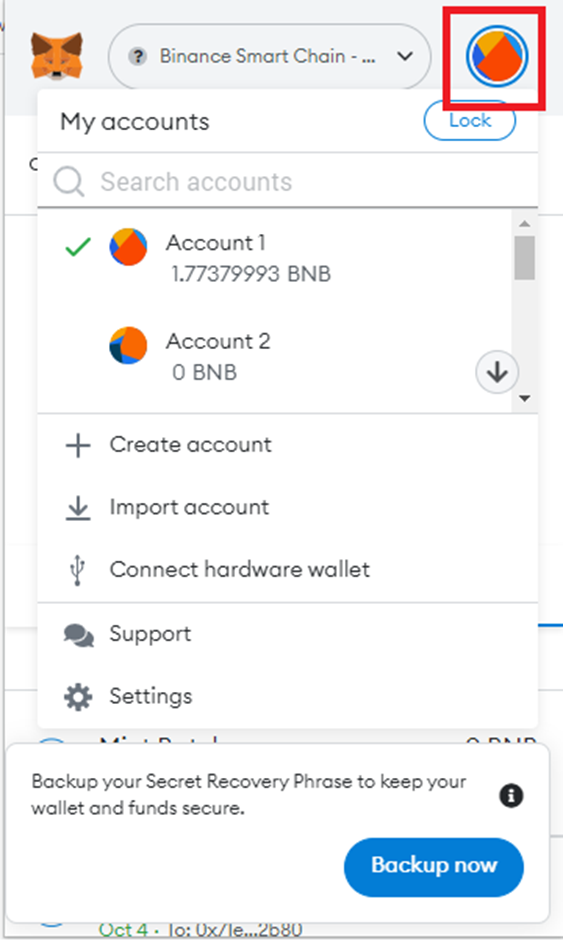 Binance Smart Chain - ...
My accounts
Lock
Search accounts
Account 1
1.77379993 BNB
Account 2
0 BNB
Create account
Import account
Connect hardware wallet
Support
Settings
0 BNB
Backup your Secret Recovery Phrase to keep your
wallet and funds secure.
Backup now
Oct 4 · To: 0x7fe...2b80